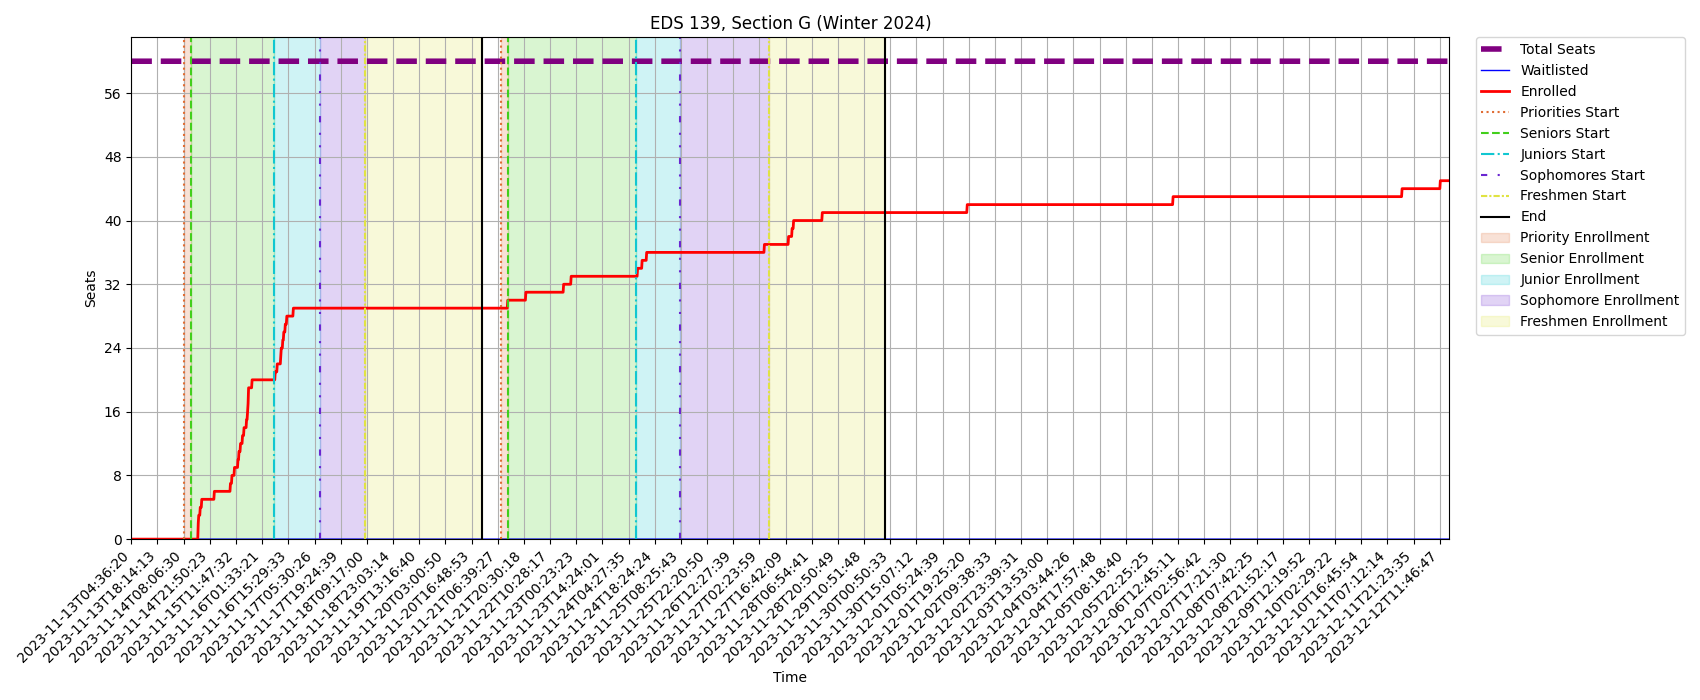 EDS 139, Section G (Winter 2024)
Seats
56
48
40
32
24
16
8
0
2023-11-13T04:36:20
2023-11-13T18:14:13
2023-11-14T08:06:30
2023-11-14T21:50:23
2023-11-15T11:47:32
2023-11-16T01:33:21
2023-11-16T15:29:33
2023-11-17T05:30:26
2023-11-17T19:24:39
2023-11-18T09:17:00
2023-11-18T23:03:14
2023-11-19T13:16:40
2023-11-20T03:00:50
2023-11-20T16:48:53
2023-11-21T06:39:27
2023-11-21T20:30:18
2023-11-22T10:28:17
2023-11-23T00:23:23
2023-11-23T14:24:01
2023-11-24T04:27:35
2023-11-24T18:24:24
2023-11-25T08:25:43
2023-11-25T22:20:50
2023-11-26T12:27:39
2023-11-27T02:23:59
2023-11-27T16:42:09
2023-11-28T06:54:41
2023-11-28T20:50:49
2023-11-29T10:51:48
2023-11-30T00:50:33
2023-11-30T15:07:12
2023-12-01T05:24:39
2023-12-01T19:25:20
2023-12-02T09:38:33
2023-12-02T23:39:31
2023-12-03T13:53:00
2023-12-04T03:44:26
2023-12-04T17:57:48
2023-12-05T08:18:40
2023-12-05T22:25:25
2023-12-06T12:45:11
2023-12-07T02:56:42
2023-12-07T17:21:30
2023-12-08T07:42:25
2023-12-08T21:52:17
2023-12-09T12:19:52
2023-12-10T02:29:22
2023-12-10T16:45:54
2023-12-11T07:12:14
2023-12-11T21:23:35
2023-12-12T11:46:47
Time
Total Seats
Waitlisted
Enrolled
Priorities Start
Seniors Start
Juniors Start
Sophomores Start
Freshmen Start
End
Priority Enrollment
Senior Enrollment
Junior Enrollment
Sophomore Enrollment
Freshmen Enrollment